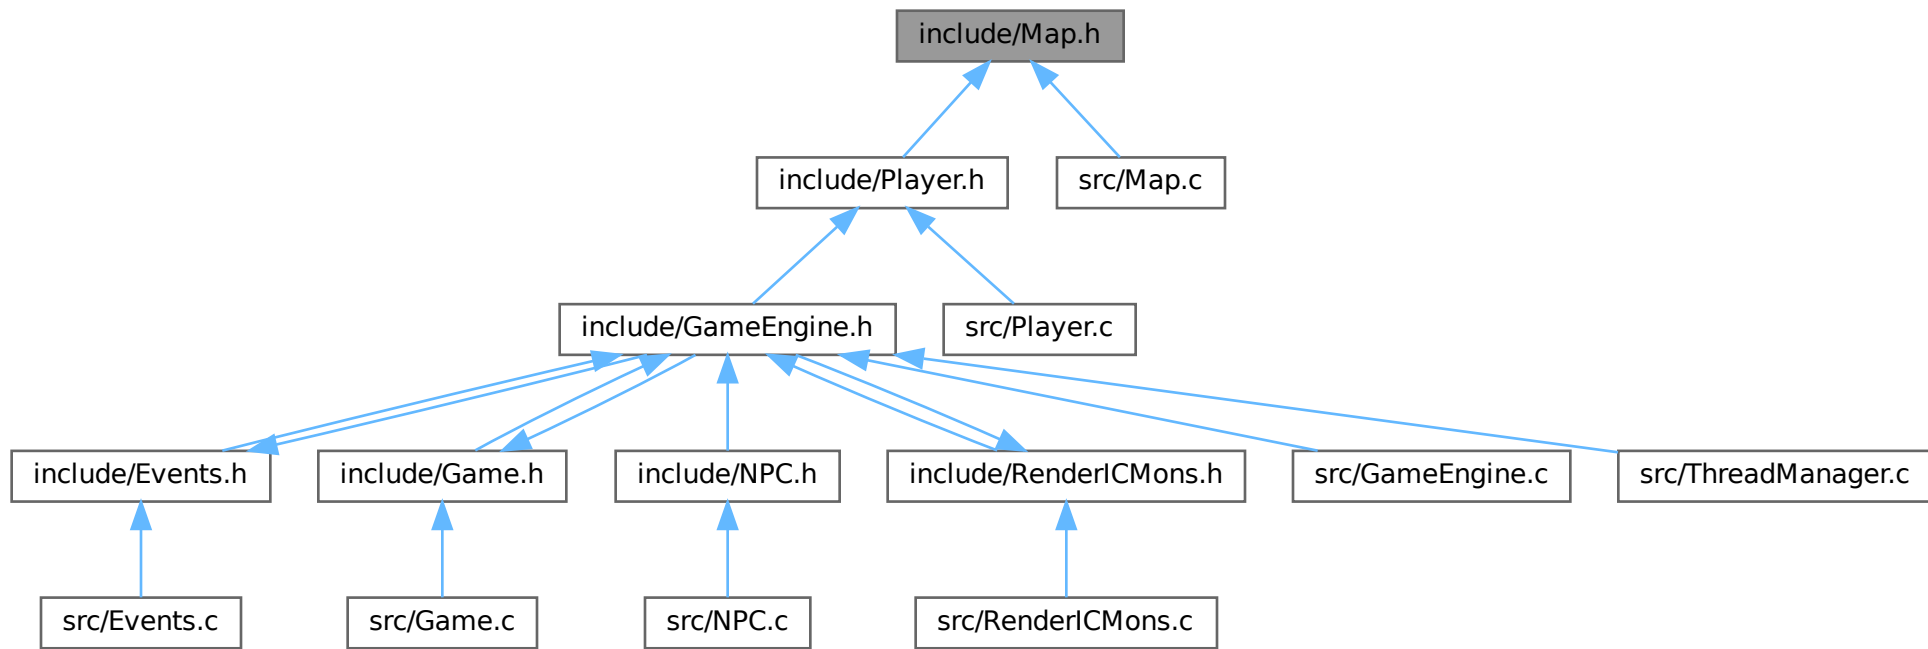 include/Map.h
include/Player.h
src/Map.c
include/GameEngine.h
src/Player.c
include/Events.h
include/Game.h
include/NPC.h
include/RenderICMons.h
src/GameEngine.c
src/ThreadManager.c
src/Events.c
src/Game.c
src/NPC.c
src/RenderICMons.c